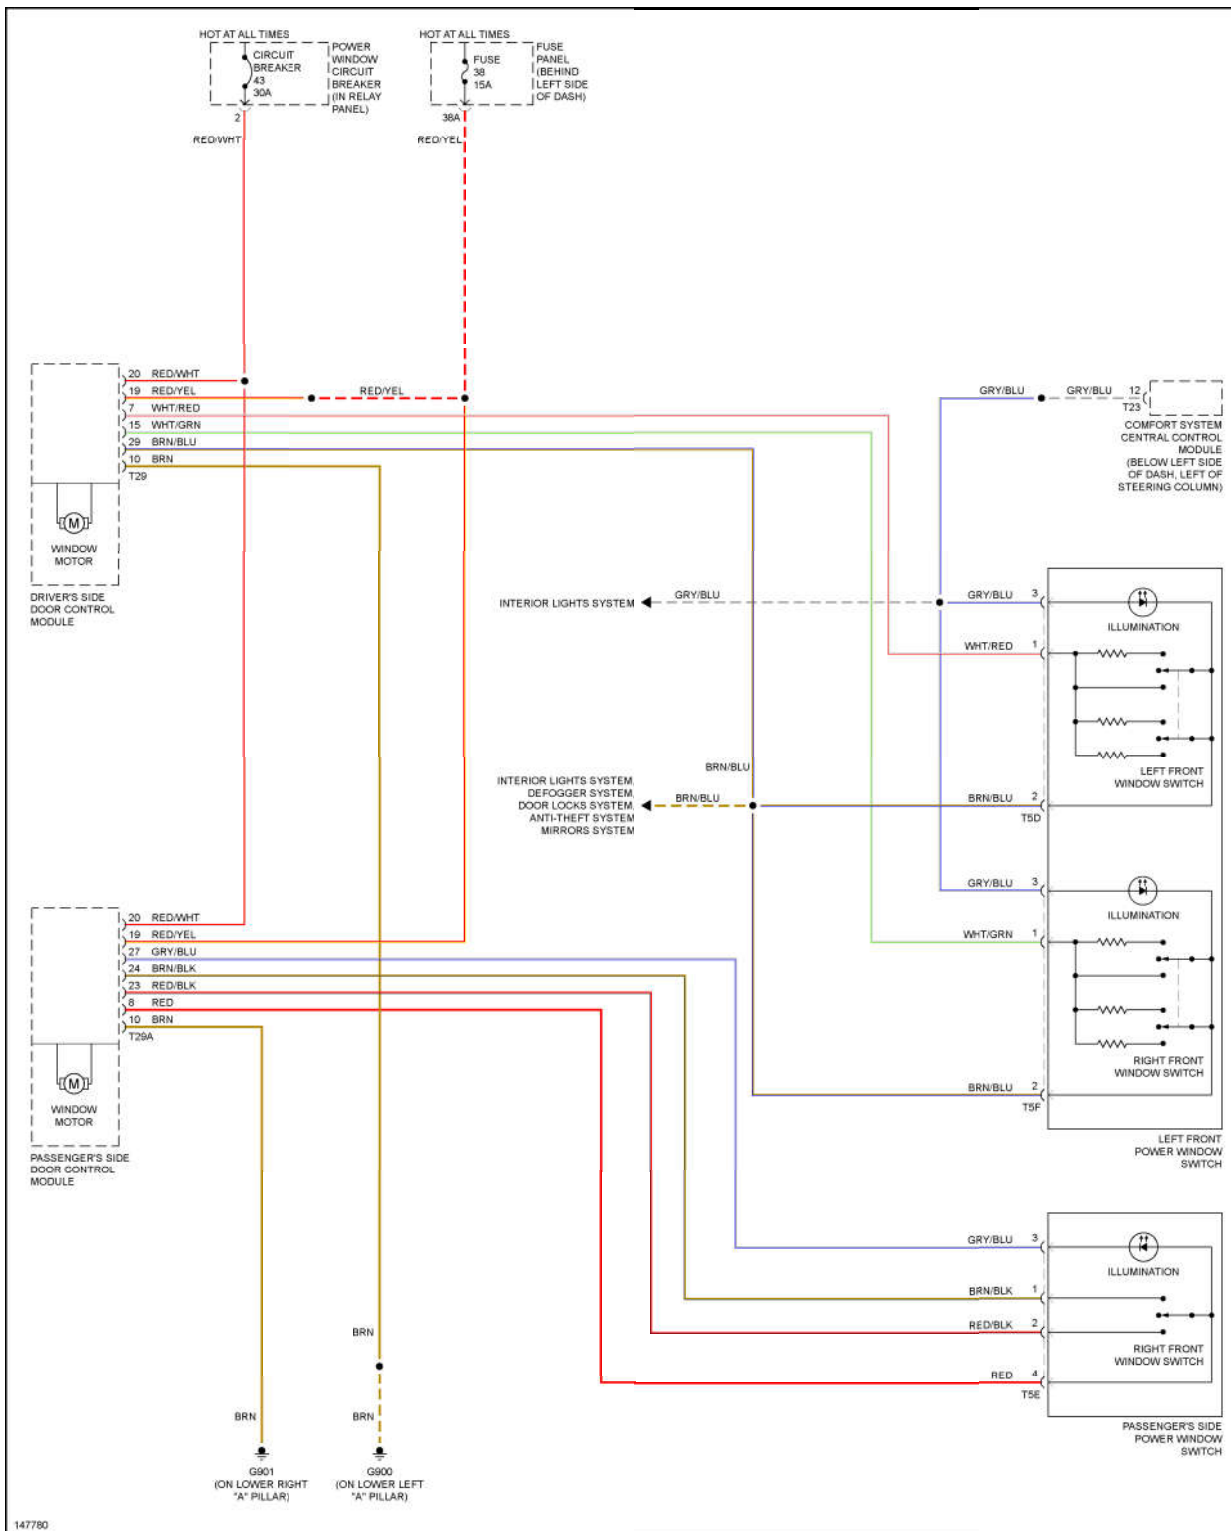 HOT AT ALL TIMES
CIRCUIT
BREAKER
43
30A
POWER
WINDOW
CIRCUIT
BREAKER
(IN RELAY
PANEL)
2
RED/WHT
HOT AT ALL TIMES
FUSE
38
15A
FUSE
PANEL
(BEHIND
LEFT SIDE
OF DASH)
38A
RED/YEL
20 RED/WHT
19 RED/YEL
7 WHT/RED
15 WHT/GRN
29 BRN/BLU
10 BRN
T29
M
WINDOW
MOTOR
DRIVER'S SIDE
DOOR CONTROL
MODULE
RED/YEL
GRY/BLU
GRY/BLU 12
T23
COMFORT SYSTEM
CENTRAL CONTROL
MODULE
(BELOW LEFT SIDE
OF DASH, LEFT OF
STEERING COLUMN)
INTERIOR LIGHTS SYSTEM
GRY/BLU
GRY/BLU 3
ILLUMINATION
WHT/RED 1
LEFT FRONT
WINDOW SWITCH
BRN/BLU
INTERIOR LIGHTS SYSTEM,
DEFOGGER SYSTEM,
DOOR LOCKS SYSTEM,
ANTI-THEFT SYSTEM
MIRRORS SYSTEM
BRN/BLU
BRN/BLU 2
T5D
GRY/BLU 3
ILLUMINATION
WHT/GRN 1
RIGHT FRONT
WINDOW SWITCH
BRN/BLU 2
T5F
LEFT FRONT
POWER WINDOW
SWITCH
20 RED/WHT
19 RED/YEL
27 GRY/BLU
24 BRN/BLK
23 RED/BLK
8 RED
10 BRN
T29A
M
WINDOW
MOTOR
PASSENGER'S SIDE
DOOR CONTROL
MODULE
GRY/BLU 3
ILLUMINATION
BRN/BLK 1
RED/BLK 2
RIGHT FRONT
WINDOW SWITCH
RED 4
T5E
PASSENGER'S SIDE
POWER WINDOW
SWITCH
BRN
BRN
BRN
G901
(ON LOWER RIGHT
"A" PILLAR)
G900
(ON LOWER LEFT
"A" PILLAR)
147780